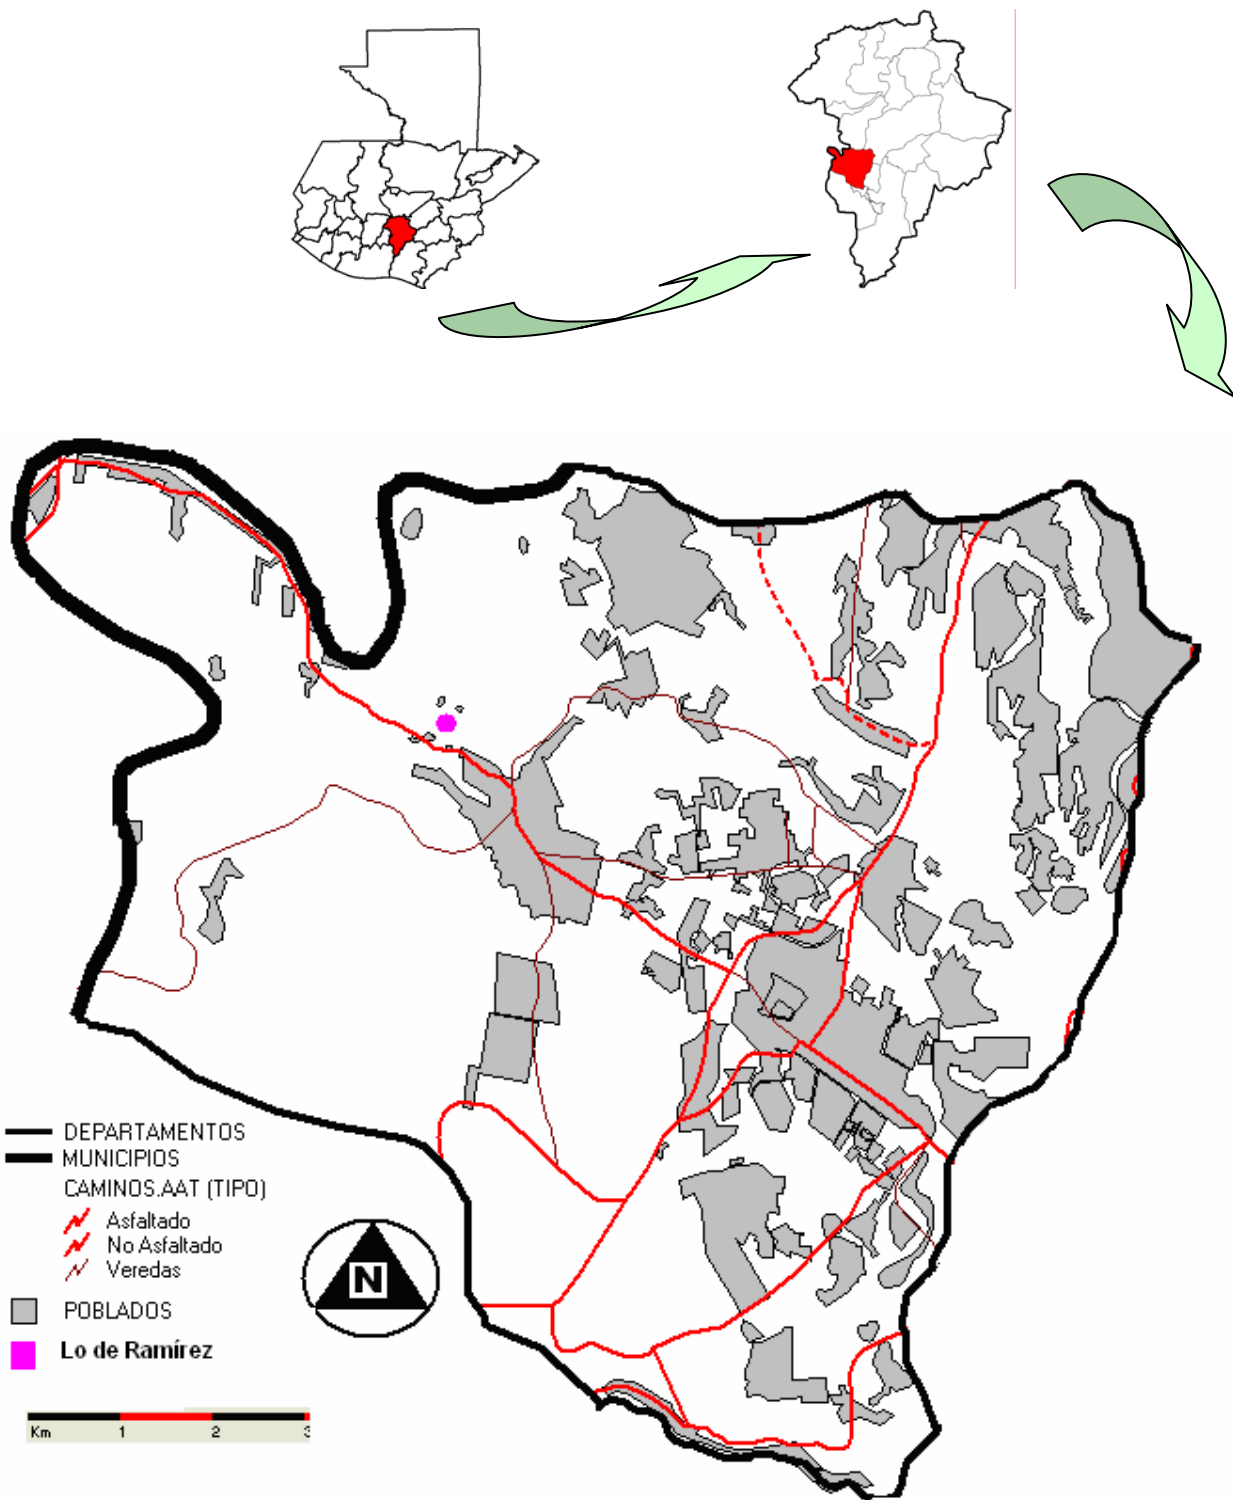 DEPARTAMENTOS
MUNICIPIOS
CAMINOS.AAT (TIPO)
Asfaltado
No Asfaltado
Veredas
N
POBLADOS
Lo de Ramírez
Km 1 2 3